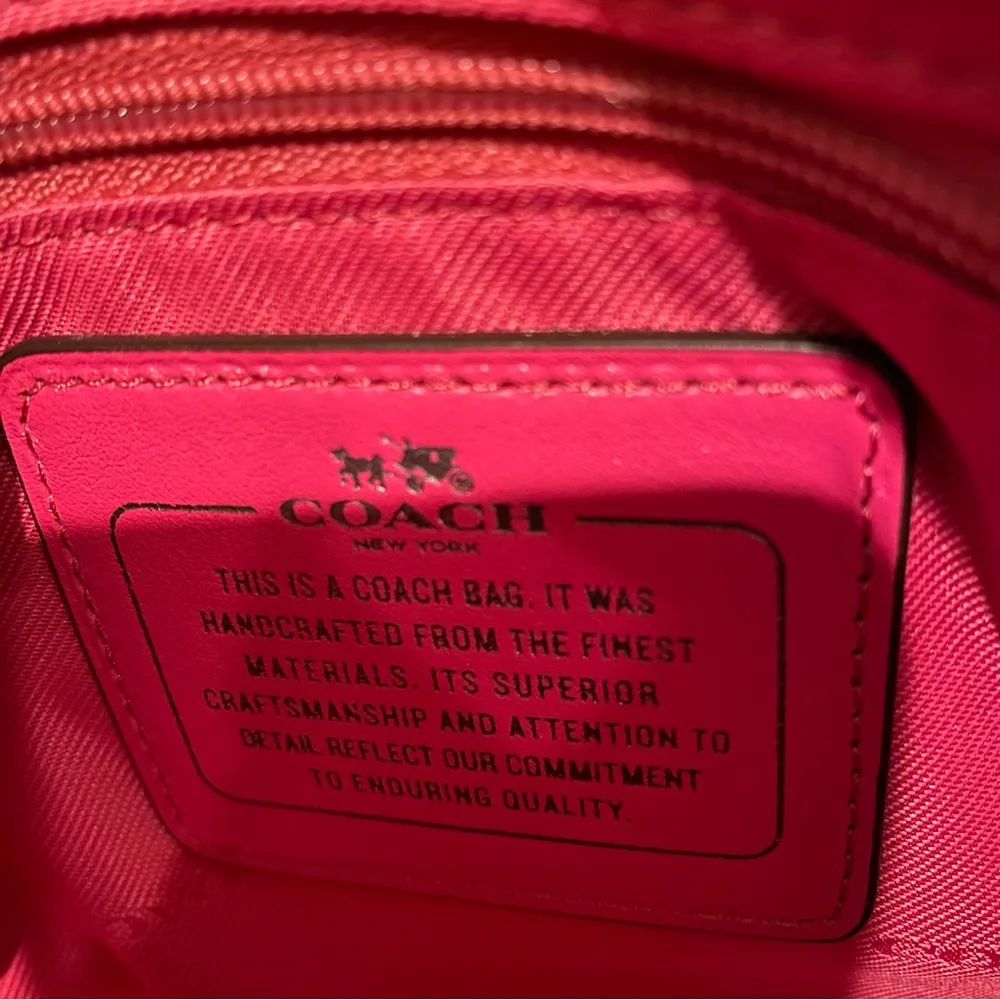 COACH
NEW YORK
THIS IS A COACH BAG. IT WAS
HANDCRAFTED FROM THE FINEST
MATERIALS. ITS SUPERIOR
CRAFTSMANSHIP AND ATTENTION TO
DETAIL REFLECT OUR COMMITMENT
TO ENDURING QUALITY.